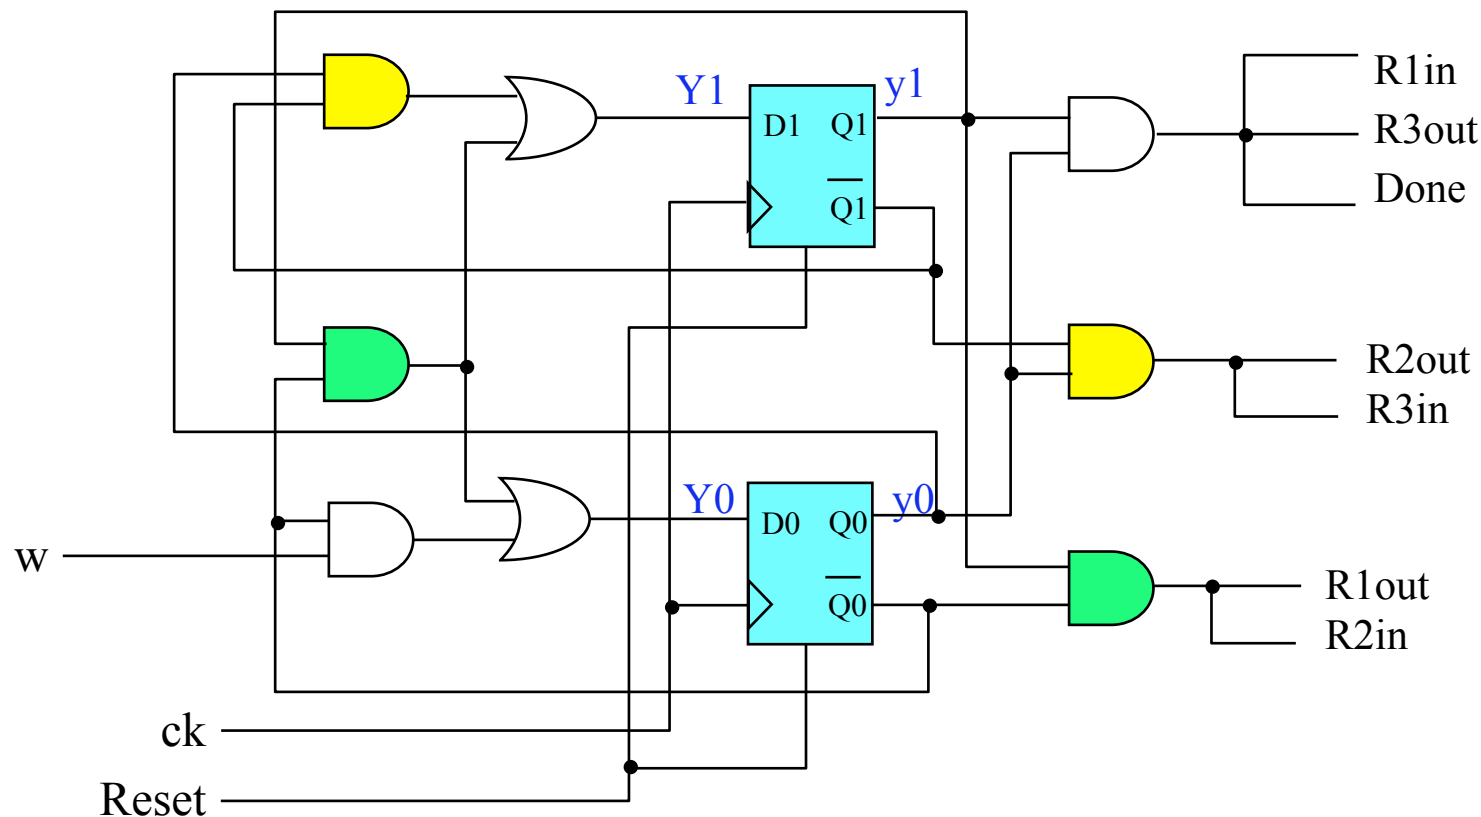 Y1
y1
D1
Q1
Q1
R1in
R3out
Done
R2out
R3in
Y0
y0
D0
Q0
Q0
w
R1out
R2in
ck
Reset